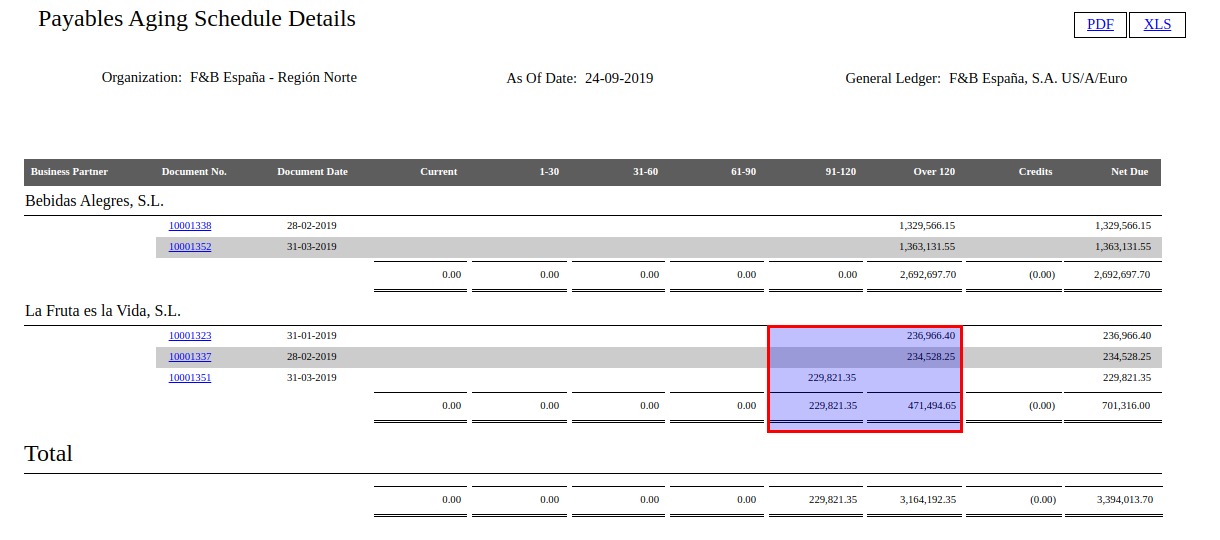 Payables Aging Schedule Details
PDF XLS
Organization: F&B España - Región Norte As Of Date: 24-09-2019 General Ledger: F&B España, S.A. US/A/Euro
Business Partner Document No. Document Date Current 1-30 31-60 61-90 91-120 Over 120 Credits Net Due
Bebidas Alegres, S.L.
10001338 28-02-2019 1,329,566.15 1,329,566.15
10001352 31-03-2019 1,363,131.55 1,363,131.55
0.00 0.00 0.00 0.00 0.00 2,692,697.70 (0.00) 2,692,697.70
La Fruta es la Vida, S.L.
10001323 31-01-2019 236,966.40 236,966.40
10001337 28-02-2019 234,528.25 234,528.25
10001351 31-03-2019 229,821.35 229,821.35
0.00 0.00 0.00 0.00 229,821.35 471,494.65 (0.00) 701,316.00
Total
0.00 0.00 0.00 0.00 229,821.35 3,164,192.35 (0.00) 3,394,013.70